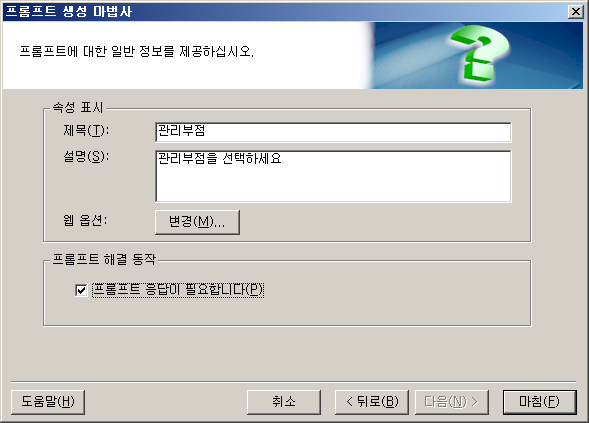 프롬프트 생성 마법사
프롬프트에 대한 일반 정보를 제공하십시오.
속성 표시
제목(T):
관리부점
설명(S):
관리부점을 선택하세요
웹 옵션:
변경(M)...
프롬프트 해결 동작
프롬프트 응답이 필요합니다(P)
도움말(H)
취소
< 뒤로(B)
다음(N) >
마침(F)